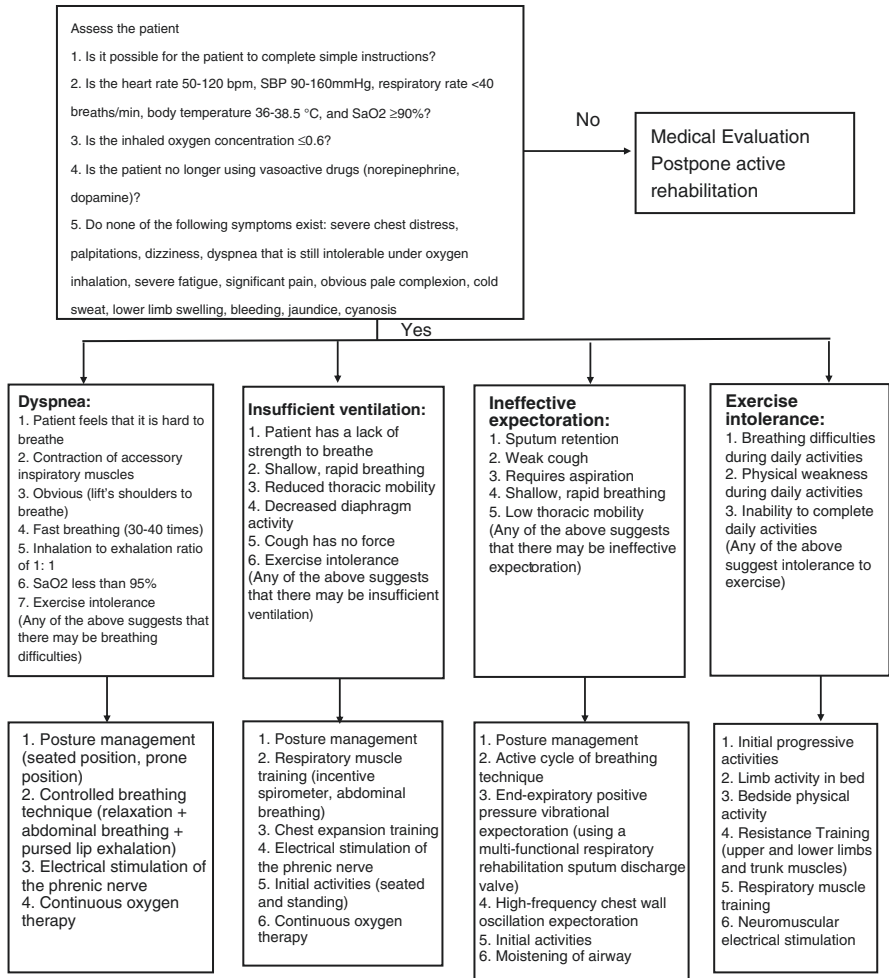 Assess the patient
1. Is it possible for the patient to complete simple instructions?
2. Is the heart rate 50-120 bpm, SBP 90-160mmHg, respiratory rate <40
breaths/min, body temperature 36-38.5 °C, and SaO2 ≥90%?
3. Is the inhaled oxygen concentration ≤0.6?
4. Is the patient no longer using vasoactive drugs (norepinephrine,
dopamine)?
5. Do none of the following symptoms exist: severe chest distress,
palpitations, dizziness, dyspnea that is still intolerable under oxygen
inhalation, severe fatigue, significant pain, obvious pale complexion, cold
sweat, lower limb swelling, bleeding, jaundice, cyanosis
No
Medical Evaluation
Postpone active
rehabilitation
Yes
Dyspnea:
1. Patient feels that it is hard to
breathe
2. Contraction of accessory
inspiratory muscles
3. Obvious (lift's shoulders to
breathe)
4. Fast breathing (30-40 times)
5. Inhalation to exhalation ratio
of 1: 1
6. SaO2 less than 95%
7. Exercise intolerance
(Any of the above suggests that
there may be breathing
difficulties)
Insufficient ventilation:
1. Patient has a lack of
strength to breathe
2. Shallow, rapid breathing
3. Reduced thoracic mobility
4. Decreased diaphragm
activity
5. Cough has no force
6. Exercise intolerance
(Any of the above suggests
that there may be insufficient
ventilation)
Ineffective
expectoration:
1. Sputum retention
2. Weak cough
3. Requires aspiration
4. Shallow, rapid breathing
5. Low thoracic mobility
(Any of the above suggests
that there may be ineffective
expectoration)
Exercise
intolerance:
1. Breathing difficulties
during daily activities
2. Physical weakness
during daily activities
3. Inability to complete
daily activities
(Any of the above
suggest intolerance to
exercise)
1. Posture management
(seated position, prone
position)
2. Controlled breathing
technique (relaxation +
abdominal breathing +
pursed lip exhalation)
3. Electrical stimulation of
the phrenic nerve
4. Continuous oxygen
therapy
1. Posture management
2. Respiratory muscle
training (incentive
spirometer, abdominal
breathing)
3. Chest expansion training
4. Electrical stimulation of
the phrenic nerve
5. Initial activities (seated
and standing)
6. Continuous oxygen
therapy
1. Posture management
2. Active cycle of breathing
technique
3. End-expiratory positive
pressure vibrational
expectoration (using a
multi-functional respiratory
rehabilitation sputum discharge
valve)
4. High-frequency chest wall
oscillation expectoration
5. Initial activities
6. Moistening of airway
1. Initial progressive
activities
2. Limb activity in bed
3. Bedside physical
activity
4. Resistance Training
(upper and lower limbs
and trunk muscles)
5. Respiratory muscle
training
6. Neuromuscular
electrical stimulation